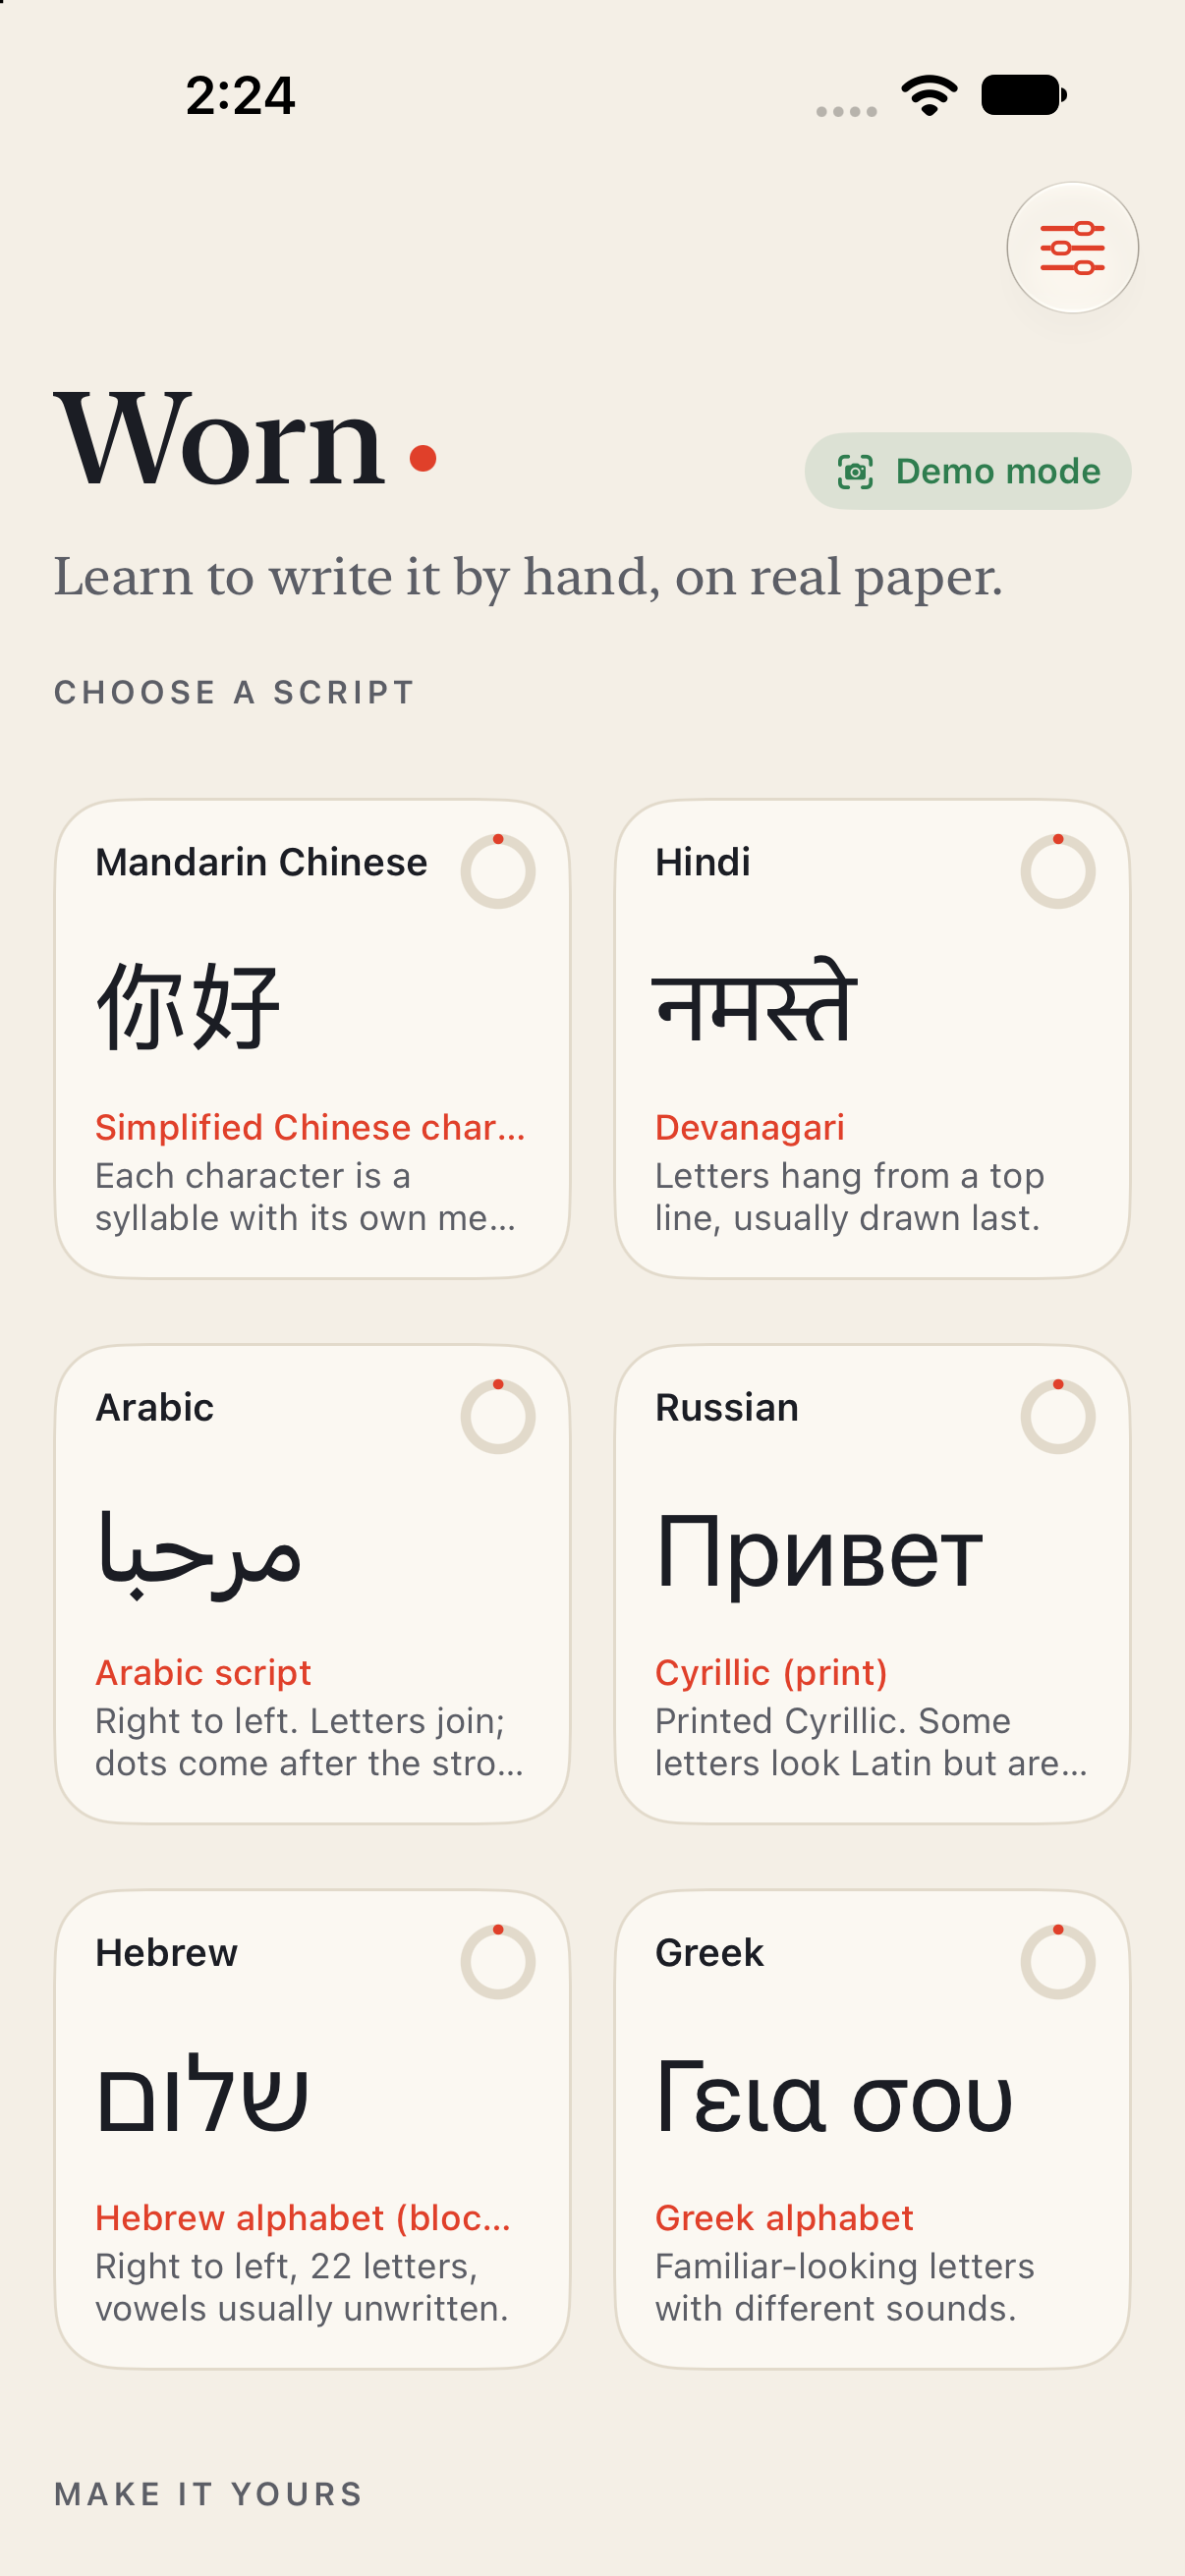 2:24
Worn
Demo mode
Learn to write it by hand, on real paper.
CHOOSE A SCRIPT
Mandarin Chinese
你好
Simplified Chinese char...
Each character is a
syllable with its own me...
Hindi
नमस्ते
Devanagari
Letters hang from a top
line, usually drawn last.
Arabic
مرحبا
Arabic script
Right to left. Letters join;
dots come after the stro...
Russian
Привет
Cyrillic (print)
Printed Cyrillic. Some
letters look Latin but are...
Hebrew
שלום
Hebrew alphabet (bloc...
Right to left, 22 letters,
vowels usually unwritten.
Greek
Γεια σου
Greek alphabet
Familiar-looking letters
with different sounds.
MAKE IT YOURS